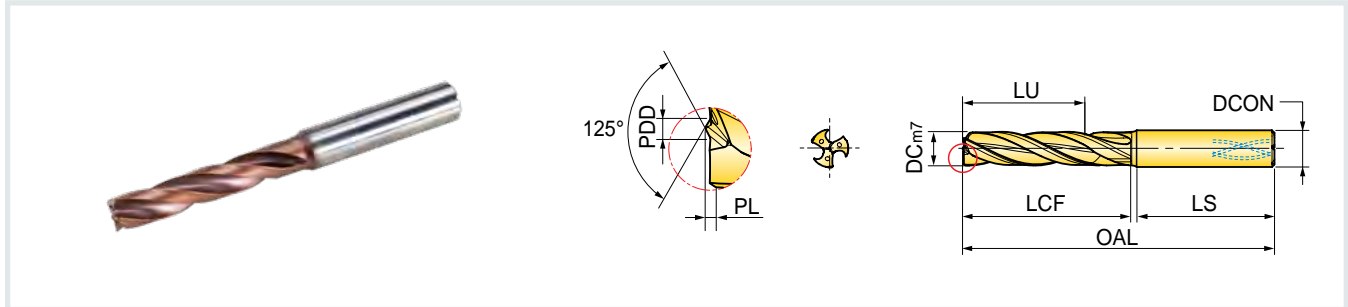 125°
PDD
PL
LU
DCON
DCm7
LCF
LS
OAL